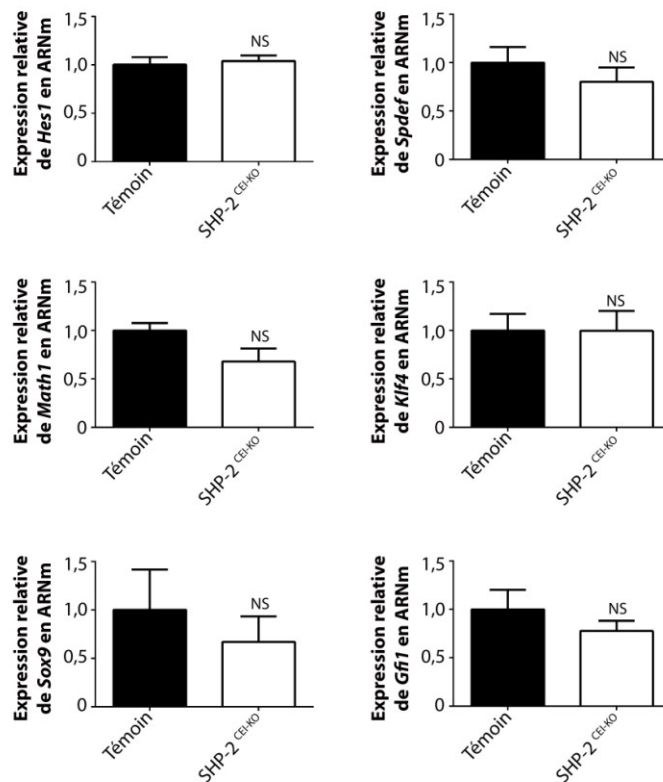 Expression relative
de Hes1 en ARNm
1,5
1,0
0,5
0
NS
Témoin
SHP-2 CEI-KO
Expression relative
de Spdef en ARNm
1,5
1,0
0,5
0
NS
Témoin
SHP-2 CEI-KO
Expression relative
de Math1 en ARNm
1,5
1,0
0,5
0
NS
Témoin
SHP-2 CEI-KO
Expression relative
de Klf4 en ARNm
1,5
1,0
0,5
0
NS
Témoin
SHP-2 CEI-KO
Expression relative
de Sox9 en ARNm
1,5
1,0
0,5
0
NS
Témoin
SHP-2 CEI-KO
Expression relative
de Gfi1 en ARNm
1,5
1,0
0,5
0
NS
Témoin
SHP-2 CEI-KO